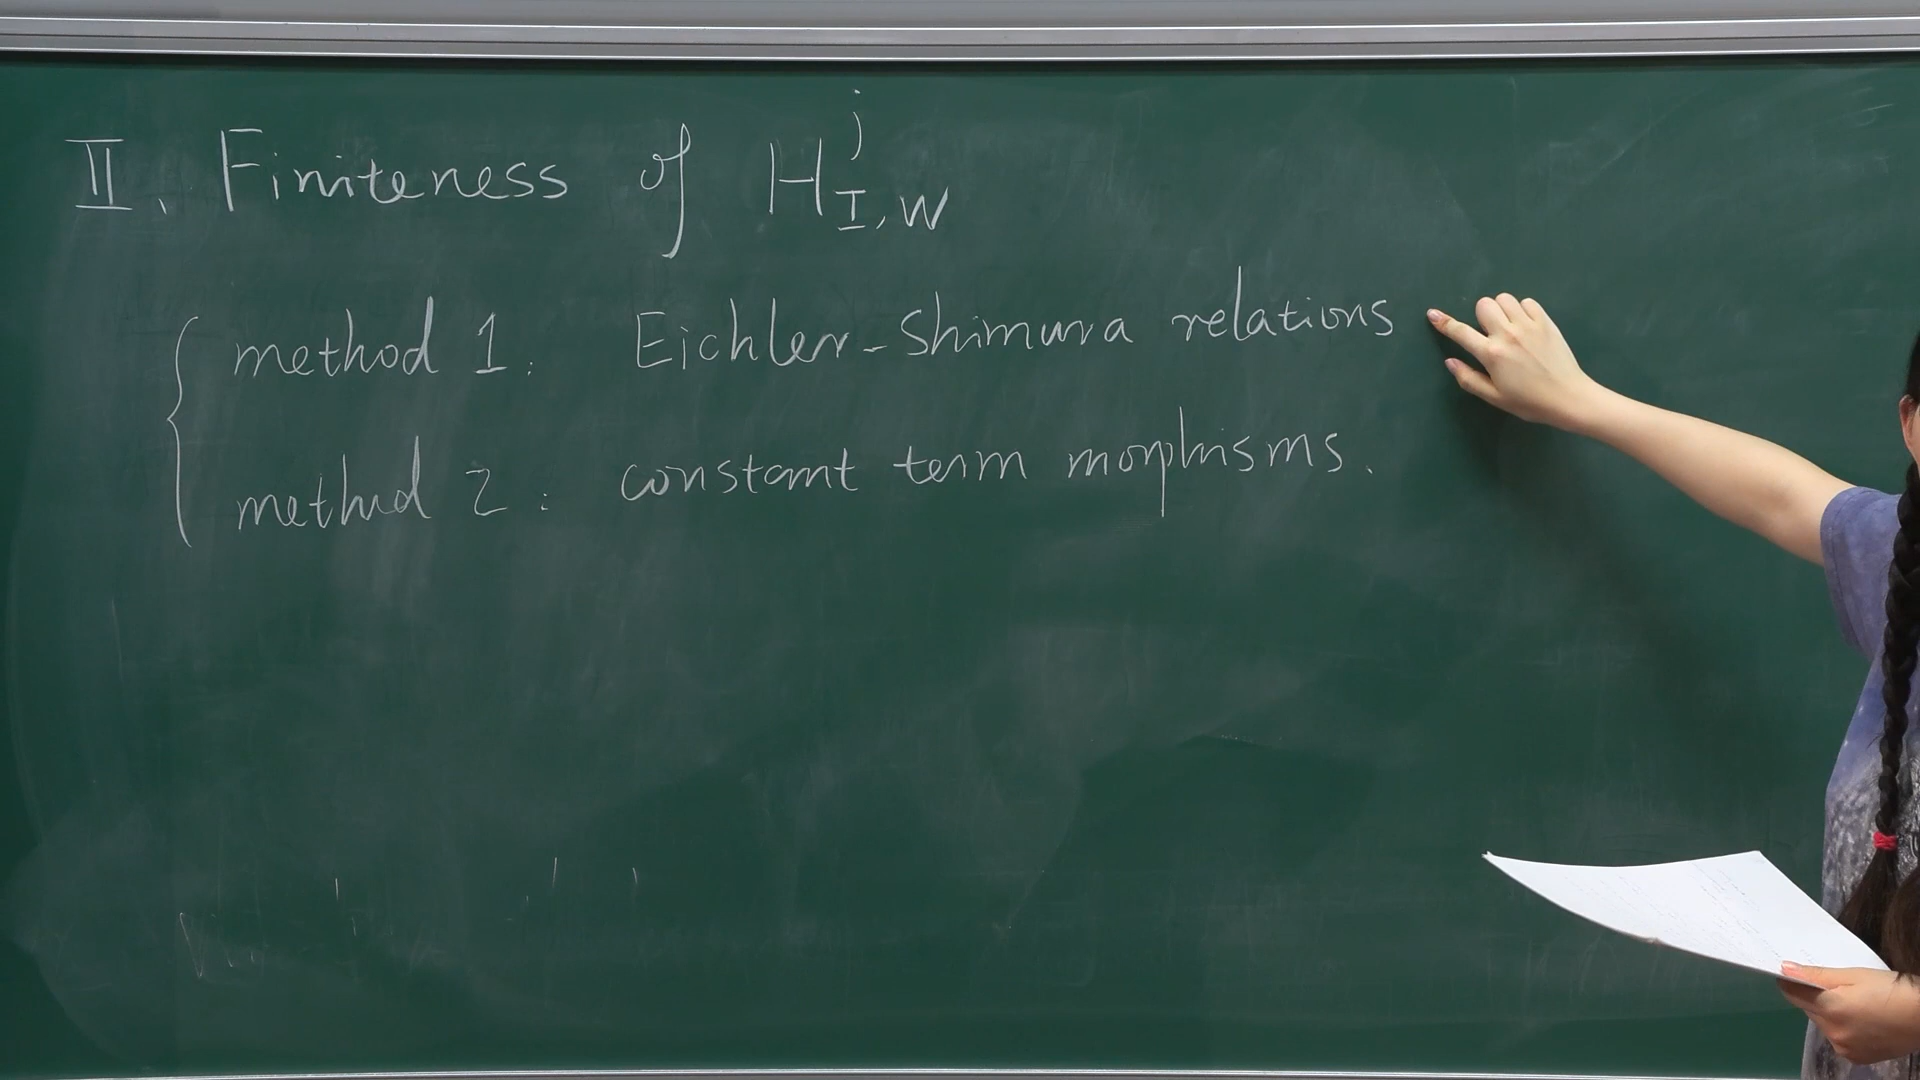 II. Finiteness of H^j_{I,W}
method 1: Eichler-Shimura relations
method 2: constant term morphisms.